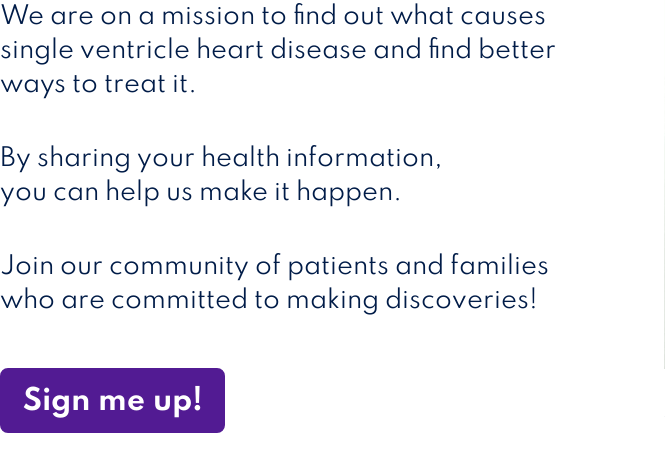 We are on a mission to find out what causes
single ventricle heart disease and find better
ways to treat it.
By sharing your health information,
you can help us make it happen.
Join our community of patients and families
who are committed to making discoveries!
Sign me up!